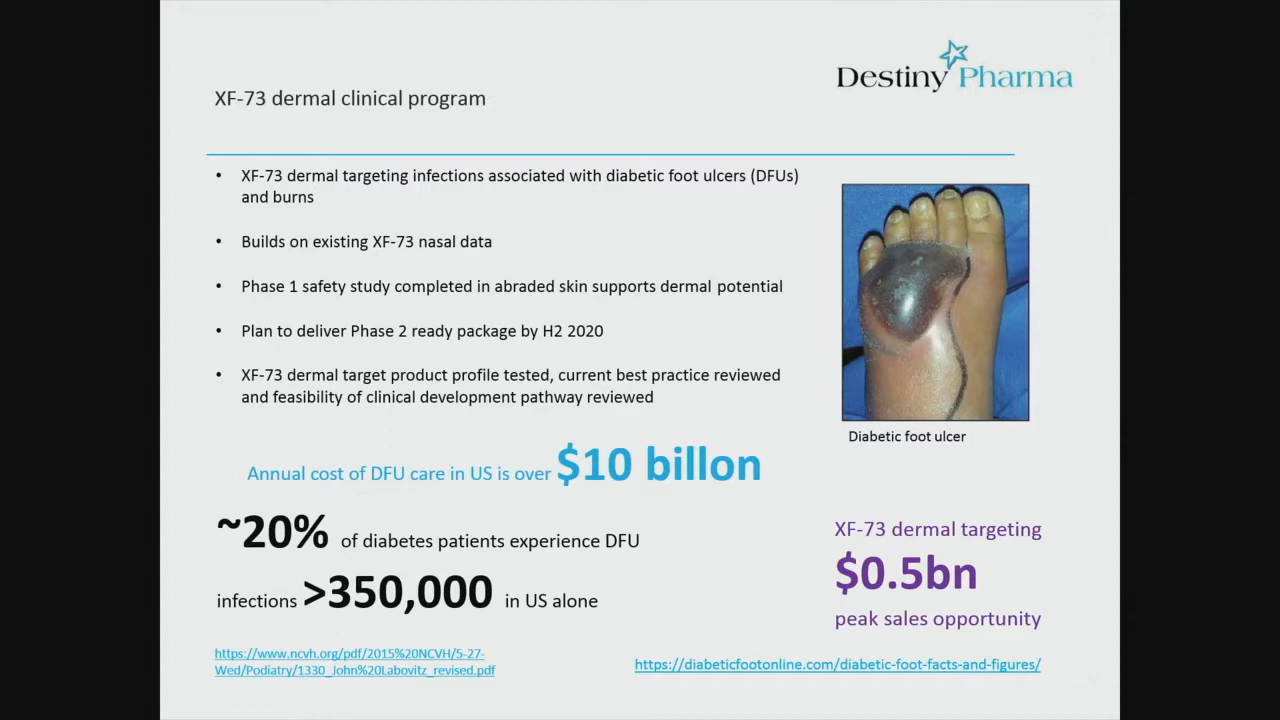 Destiny Pharma
XF-73 dermal clinical program
• XF-73 dermal targeting infections associated with diabetic foot ulcers (DFUs)
and burns
• Builds on existing XF-73 nasal data
• Phase 1 safety study completed in abraded skin supports dermal potential
• Plan to deliver Phase 2 ready package by H2 2020
• XF-73 dermal target product profile tested, current best practice reviewed
and feasibility of clinical development pathway reviewed
Diabetic foot ulcer
Annual cost of DFU care in US is over $10 billon
~20% of diabetes patients experience DFU
infections >350,000 in US alone
XF-73 dermal targeting
$0.5bn
peak sales opportunity
https://www.ncvh.org/pdf/2015%20NCVH/5-27-
Wed/Podiatry/1330_John%20Labovitz_revised.pdf
https://diabeticfootonline.com/diabetic-foot-facts-and-figures/